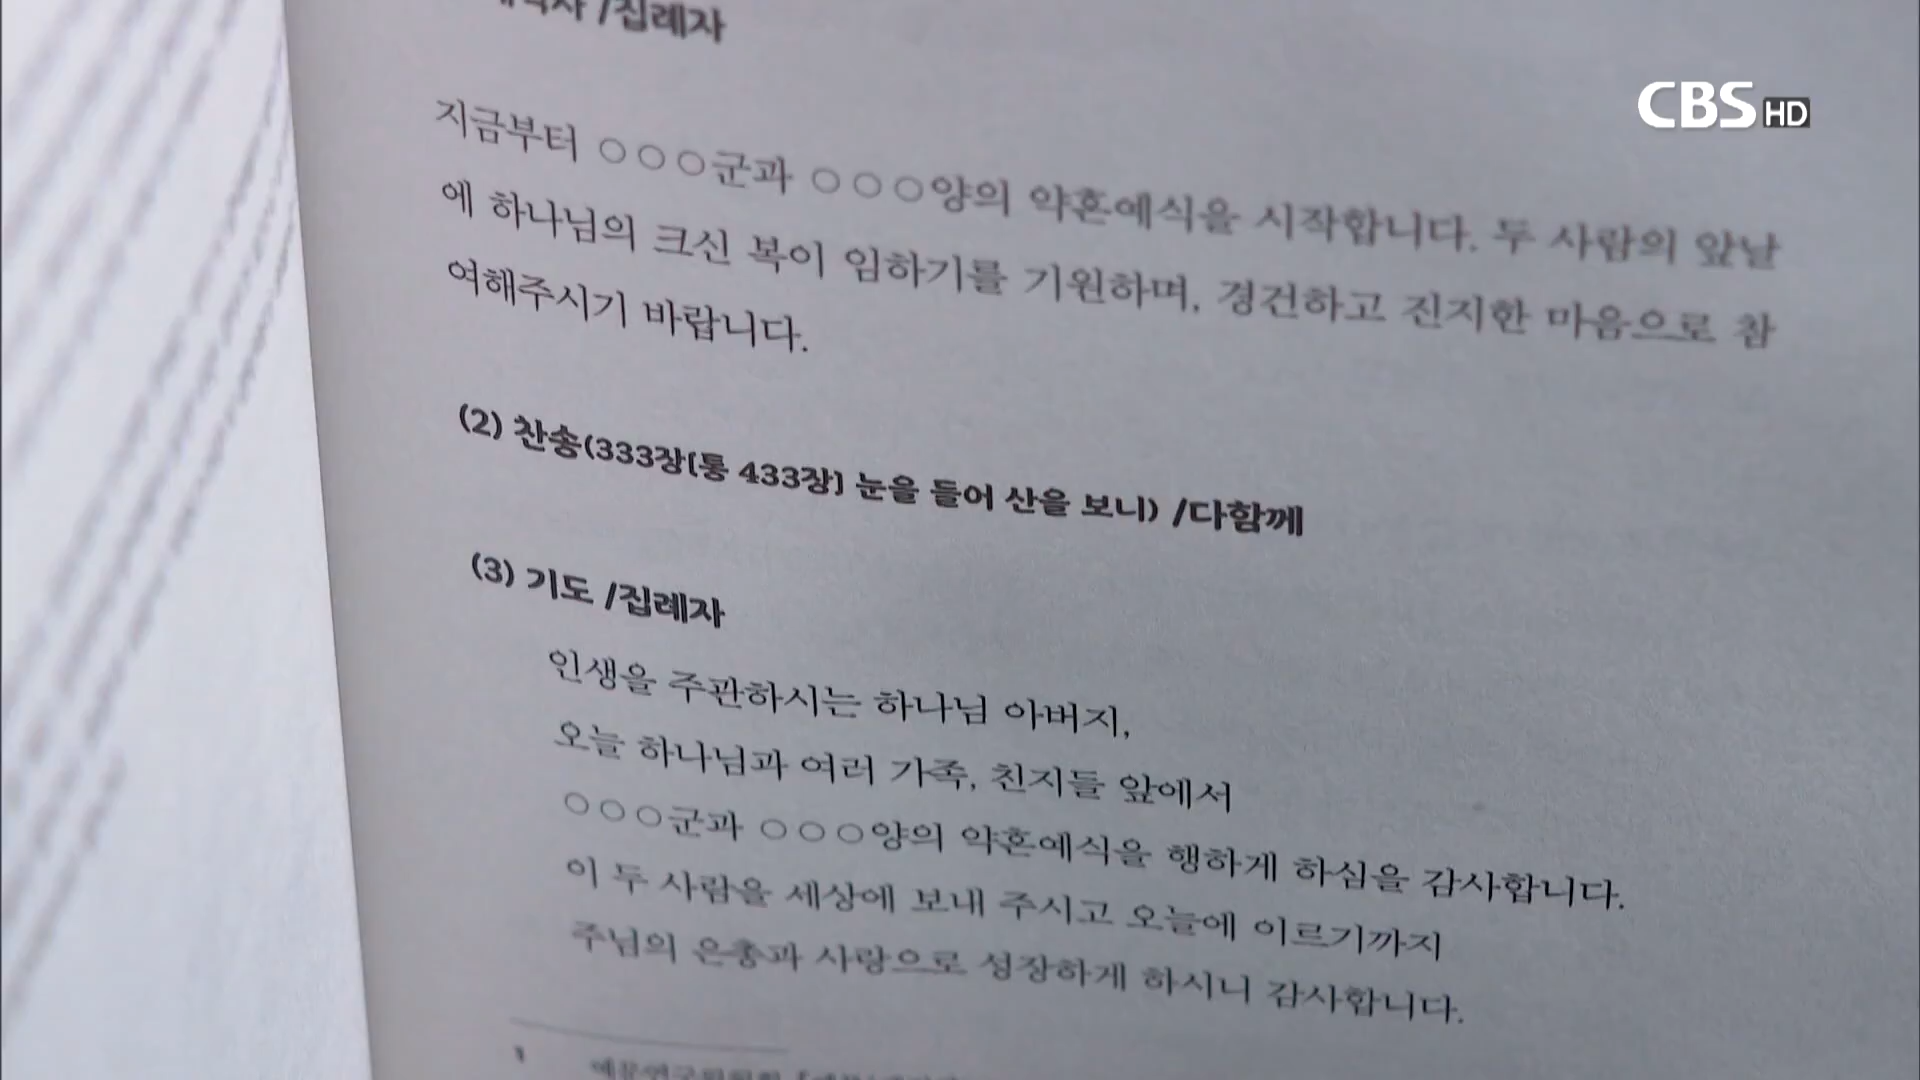 /집례자
CBS HD
지금부터 ○○○군과 ○○○양의 약혼예식을 시작합니다. 두 사람의 앞날
에 하나님의 크신 복이 임하기를 기원하며, 경건하고 진지한 마음으로 참
여해주시기 바랍니다.
(2) 찬송(333장[통 433장] 눈을 들어 산을 보니) /다함께
(3) 기도 /집례자
인생을 주관하시는 하나님 아버지,
오늘 하나님과 여러 가족, 친지들 앞에서
○○○군과 ○○○양의 약혼예식을 행하게 하심을 감사합니다.
이 두 사람을 세상에 보내 주시고 오늘에 이르기까지
주님의 은총과 사랑으로 성장하게 하시니 감사합니다.
1